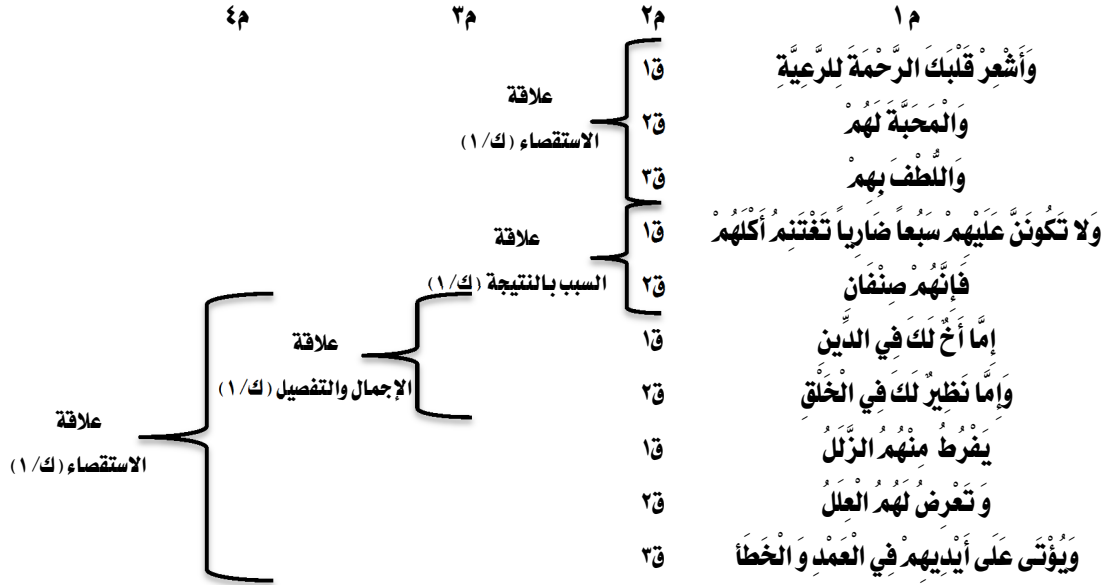 م١ م٢ م٣ م٤
وَأَشْعِرْ قَلْبَكَ الرَّحْمَةَ لِلرَّعِيَّةِ ق١
علاقة
وَالْمَحَبَّةَ لَهُمْ ق٢
الاستقصاء (ك/١)
وَاللُّطْفَ بِهِمْ ق٣
وَلا تَكُونَنَّ عَلَيْهِمْ سَبُعاً ضَارِياً تَغْتَنِمُ أَكْلَهُمْ ق١
علاقة
السبب بالنتيجة (ك/١)
فَإِنَّهُمْ صِنْفَانِ ق٢
إِمَّا أَخٌ لَكَ فِي الدِّينِ ق١
علاقة
الإجمال والتفصيل (ك/١)
وَإِمَّا نَظِيرٌ لَكَ فِي الْخَلْقِ ق٢
علاقة
يَفْرُطُ مِنْهُمُ الزَّلَلُ ق١
الاستقصاء (ك/١)
وَ تَعْرِضُ لَهُمُ الْعِلَلُ ق٢
وَيُؤْتَى عَلَى أَيْدِيهِمْ فِي الْعَمْدِ وَ الْخَطَأ ق٣